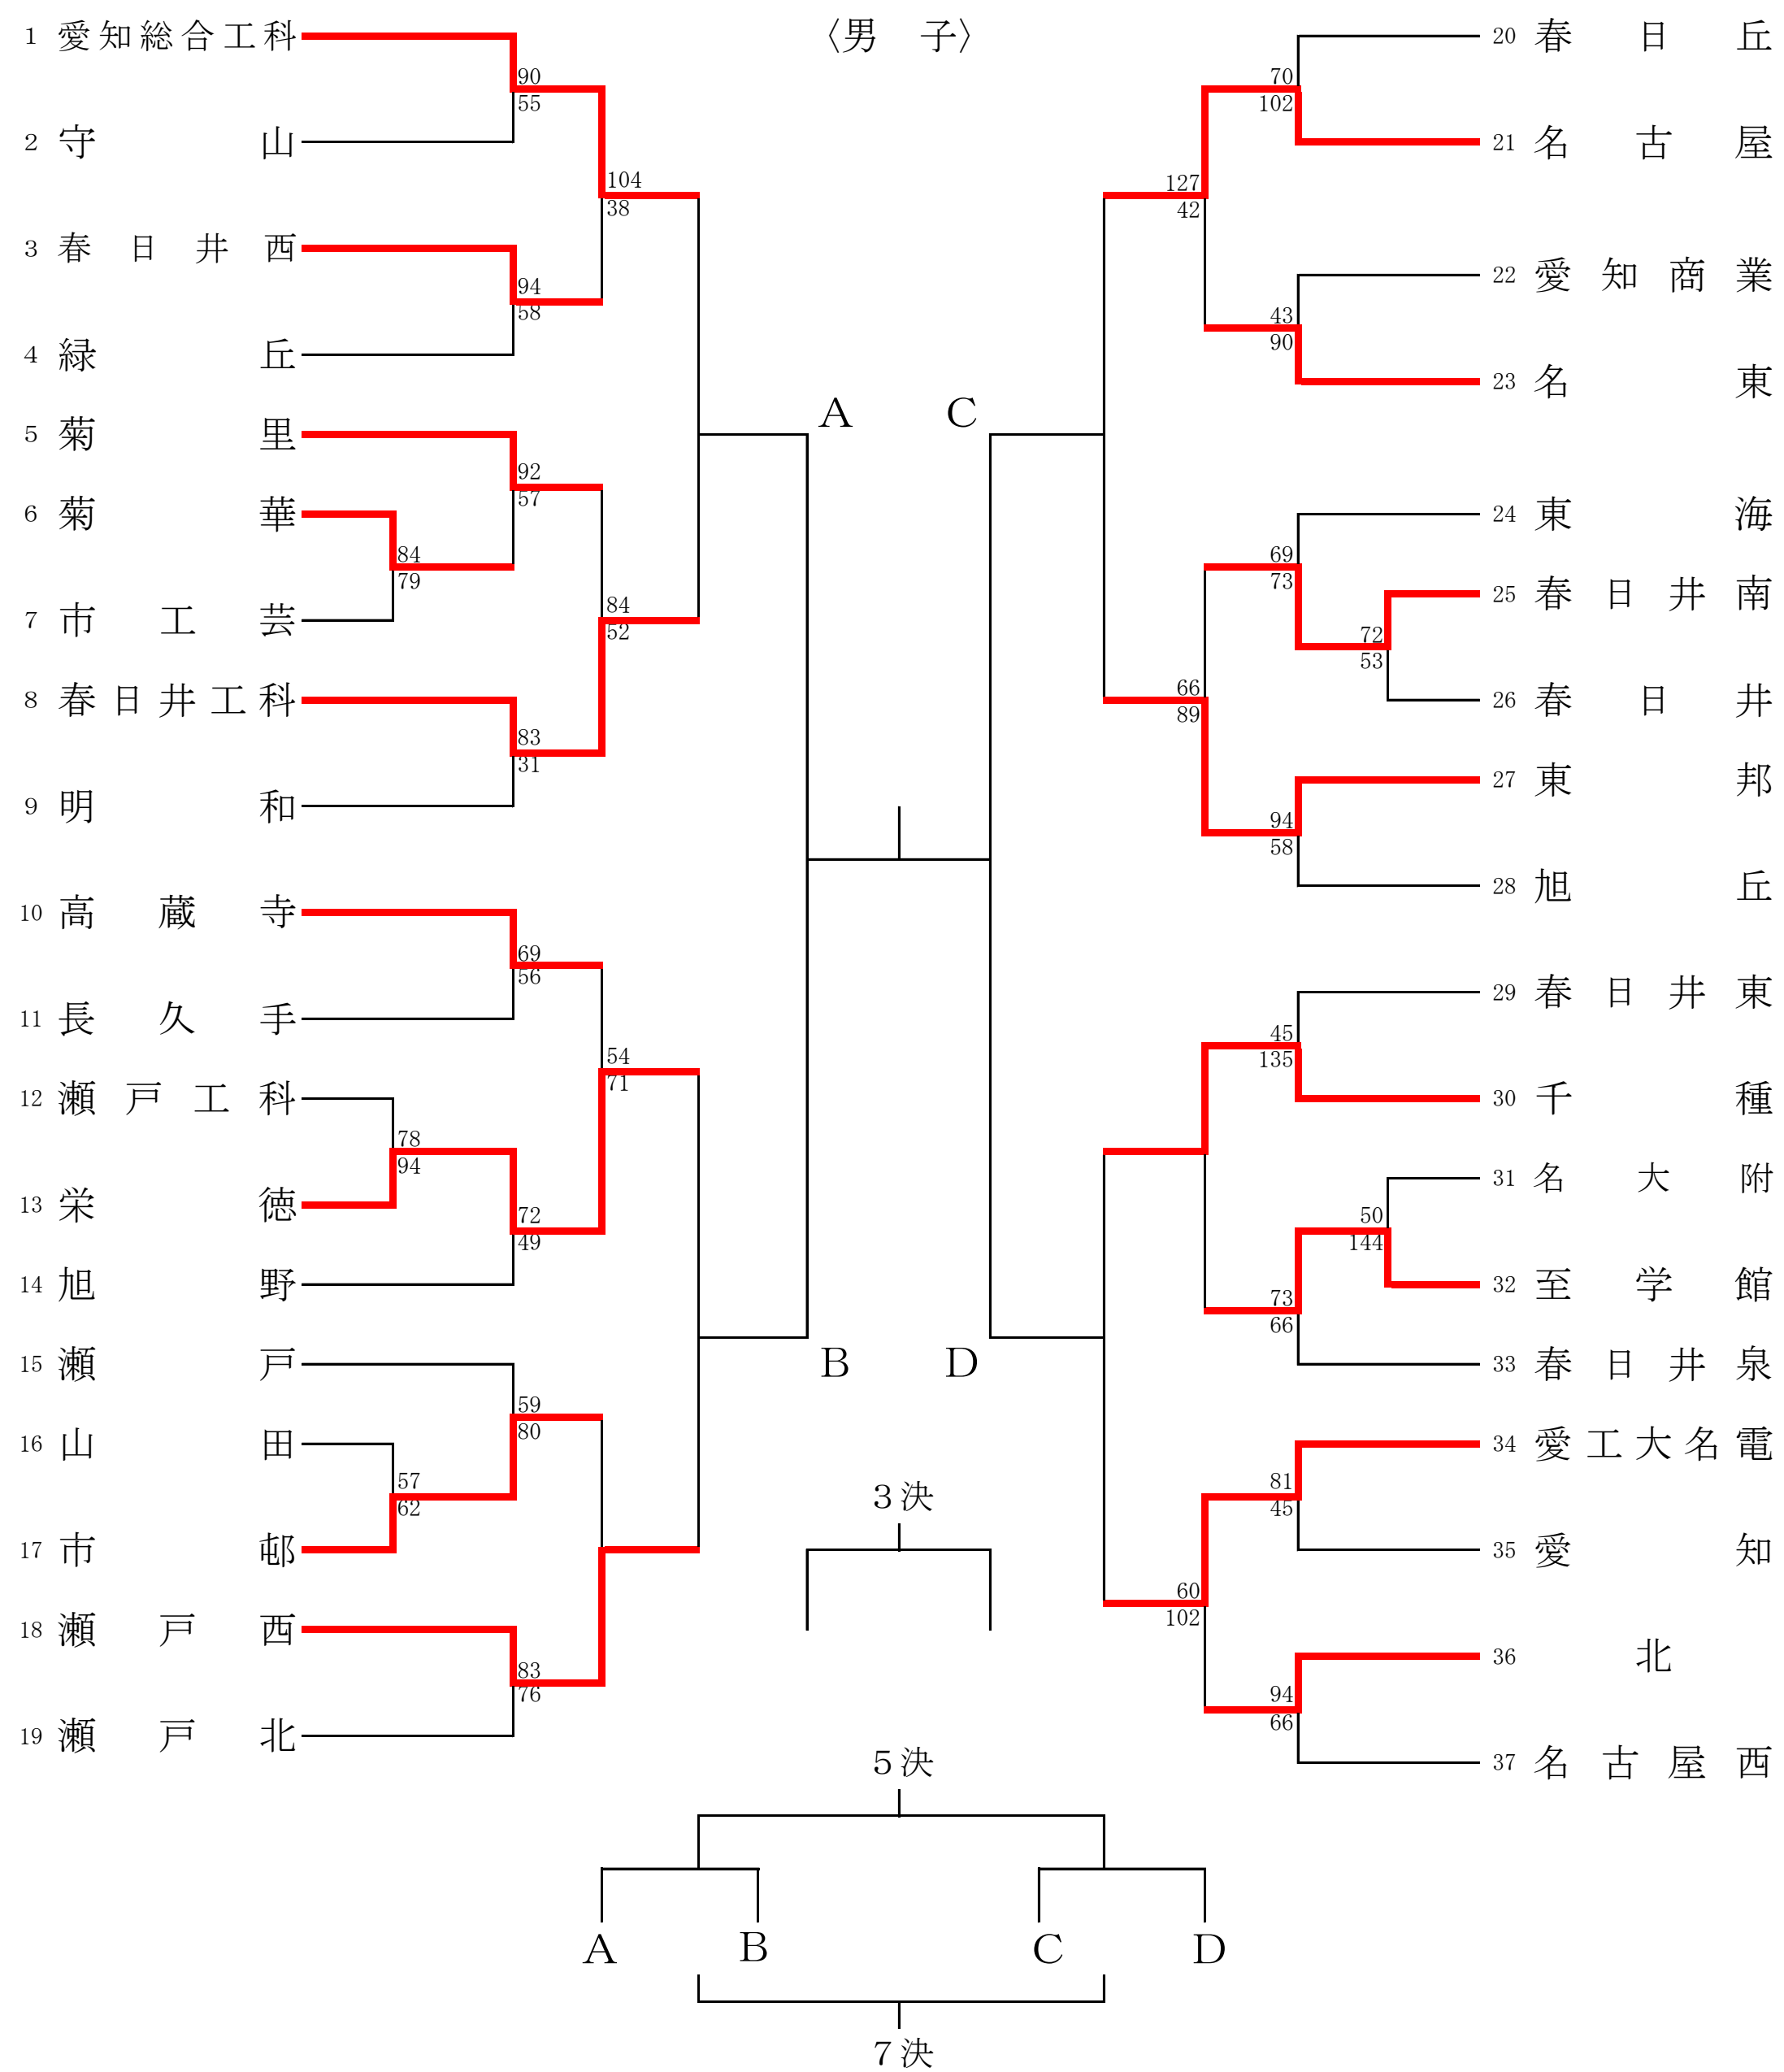 〈男 子〉
1 愛知総合工科
90
55
2 守山
104
38
3 春日井西
94
58
4 緑丘
A
5 菊里
92
57
6 菊華
84
79
7 市工芸
84
52
8 春日井工科
83
31
9 明和
10 高蔵寺
69
56
11 長久手
54
71
12 瀬戸工科
78
94
13 栄徳
72
49
14 旭野
B
15 瀬戸
59
80
16 山田
57
62
17 市邨
18 瀬戸西
83
76
19 瀬戸北
20 春日丘
70
102
21 名古屋
127
42
22 愛知商業
43
90
23 名東
C
24 東海
69
73
25 春日井南
72
53
26 春日井
66
89
27 東邦
94
58
28 旭丘
29 春日井東
45
135
30 千種
31 名大附
50
144
32 至学館
73
66
33 春日井泉
D
34 愛工大名電
81
45
35 愛知
60
102
36 北
94
66
37 名古屋西
3決
5決
A B C D
7決